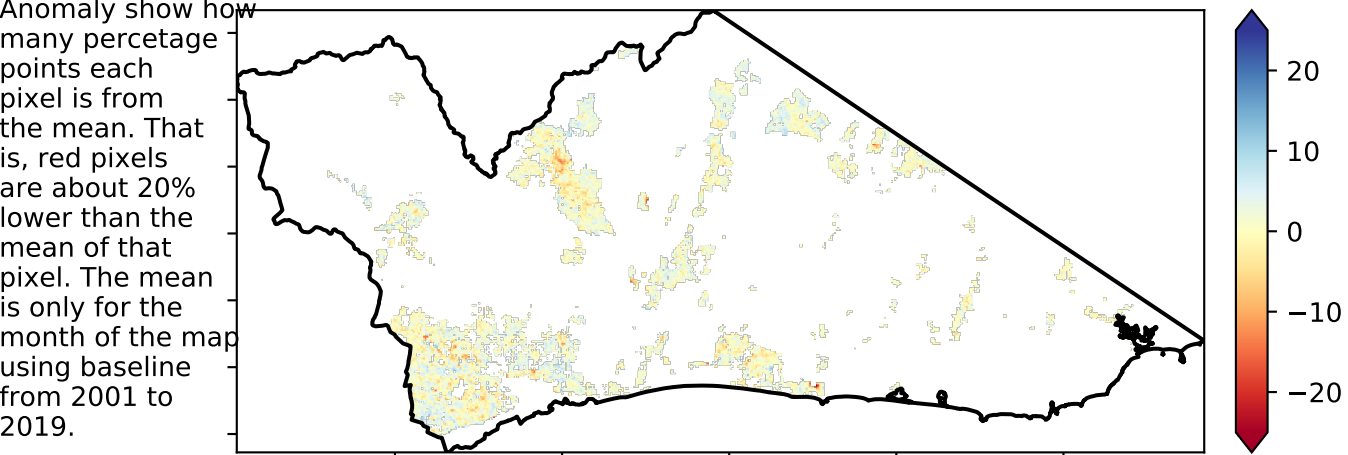 Anomaly show how
many percetage
points each
pixel is from
the mean. That
is, red pixels
are about 20%
lower than the
mean of that
pixel. The mean
is only for the
month of the map
using baseline
from 2001 to
2019.
20
10
0
−10
−20